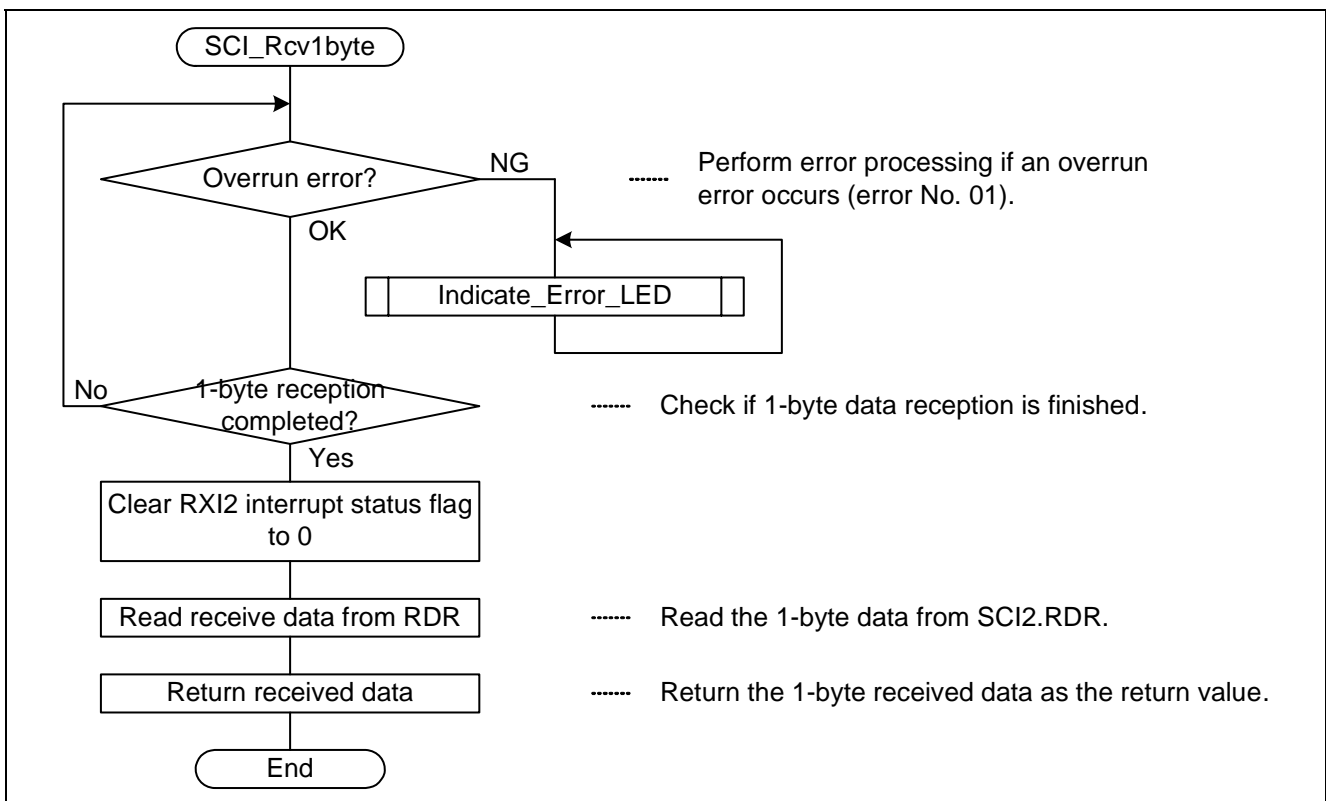 SCI_Rcv1byte
Overrun error?
NG
Perform error processing if an overrun
error occurs (error No. 01).
OK
Indicate_Error_LED
No
1-byte reception
completed?
Check if 1-byte data reception is finished.
Yes
Clear RXI2 interrupt status flag
to 0
Read receive data from RDR
Read the 1-byte data from SCI2.RDR.
Return received data
Return the 1-byte received data as the return value.
End